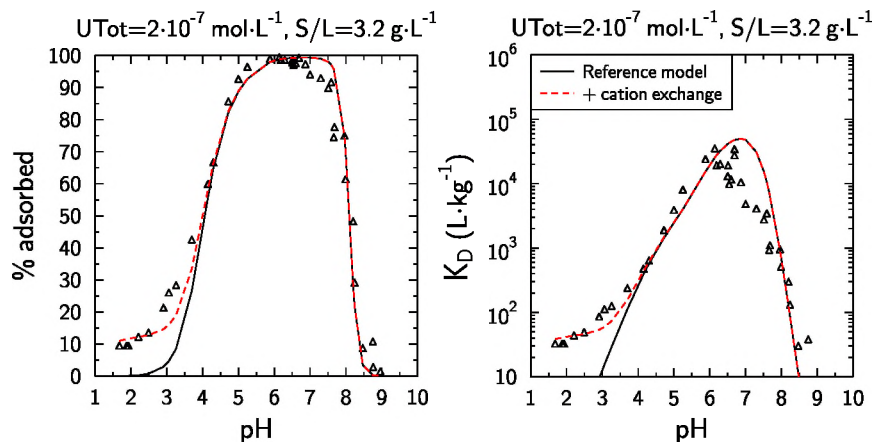 UTot=2·10⁻⁷ mol·L⁻¹, S/L=3.2 g·L⁻¹
100
90
80
70
60
50
40
30
20
10
0
% adsorbed
1 2 3 4 5 6 7 8 9 10
pH
UTot=2·10⁻⁷ mol·L⁻¹, S/L=3.2 g·L⁻¹
Reference model
+ cation exchange
10⁶
10⁵
10⁴
10³
10²
10
K_D (L·kg⁻¹)
1 2 3 4 5 6 7 8 9 10
pH